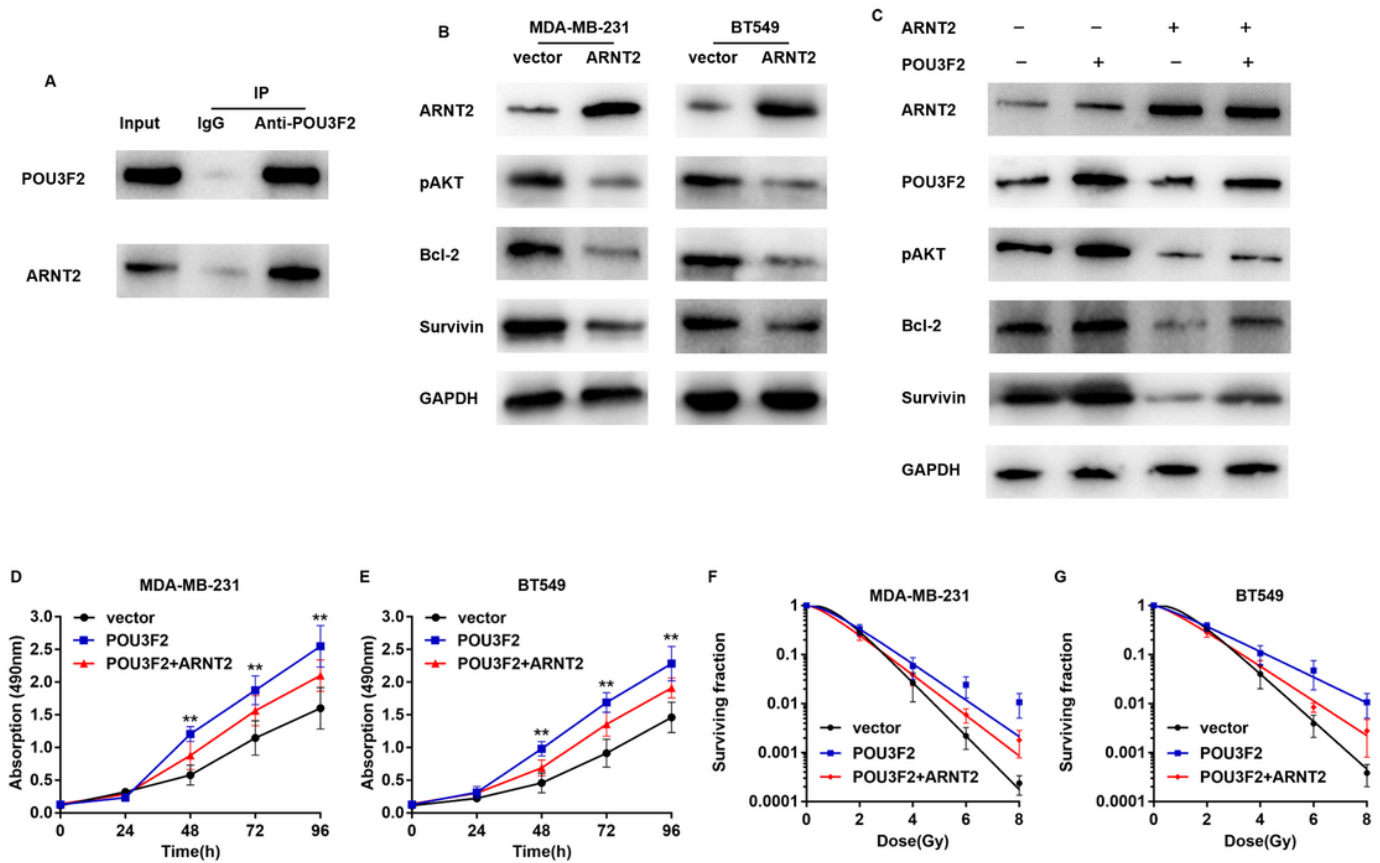 A
IP
Input IgG Anti-POU3F2
POU3F2
ARNT2
B
MDA-MB-231 BT549
vector ARNT2 vector ARNT2
ARNT2
pAKT
Bcl-2
Survivin
GAPDH
C
ARNT2 – – + +
POU3F2 – + – +
ARNT2
POU3F2
pAKT
Bcl-2
Survivin
GAPDH
D
MDA-MB-231
vector
POU3F2
POU3F2+ARNT2
** ** **
Absorption (490nm)
3.0
2.5
2.0
1.5
1.0
0.5
0.0
0 24 48 72 96
Time(h)
E
BT549
vector
POU3F2
POU3F2+ARNT2
** ** **
Absorption (490nm)
3.0
2.5
2.0
1.5
1.0
0.5
0.0
0 24 48 72 96
Time(h)
F
MDA-MB-231
Surviving fraction
1
0.1
0.01
0.001
0.0001
vector
POU3F2
POU3F2+ARNT2
0 2 4 6 8
Dose(Gy)
G
BT549
Surviving fraction
1
0.1
0.01
0.001
0.0001
vector
POU3F2
POU3F2+ARNT2
0 2 4 6 8
Dose(Gy)